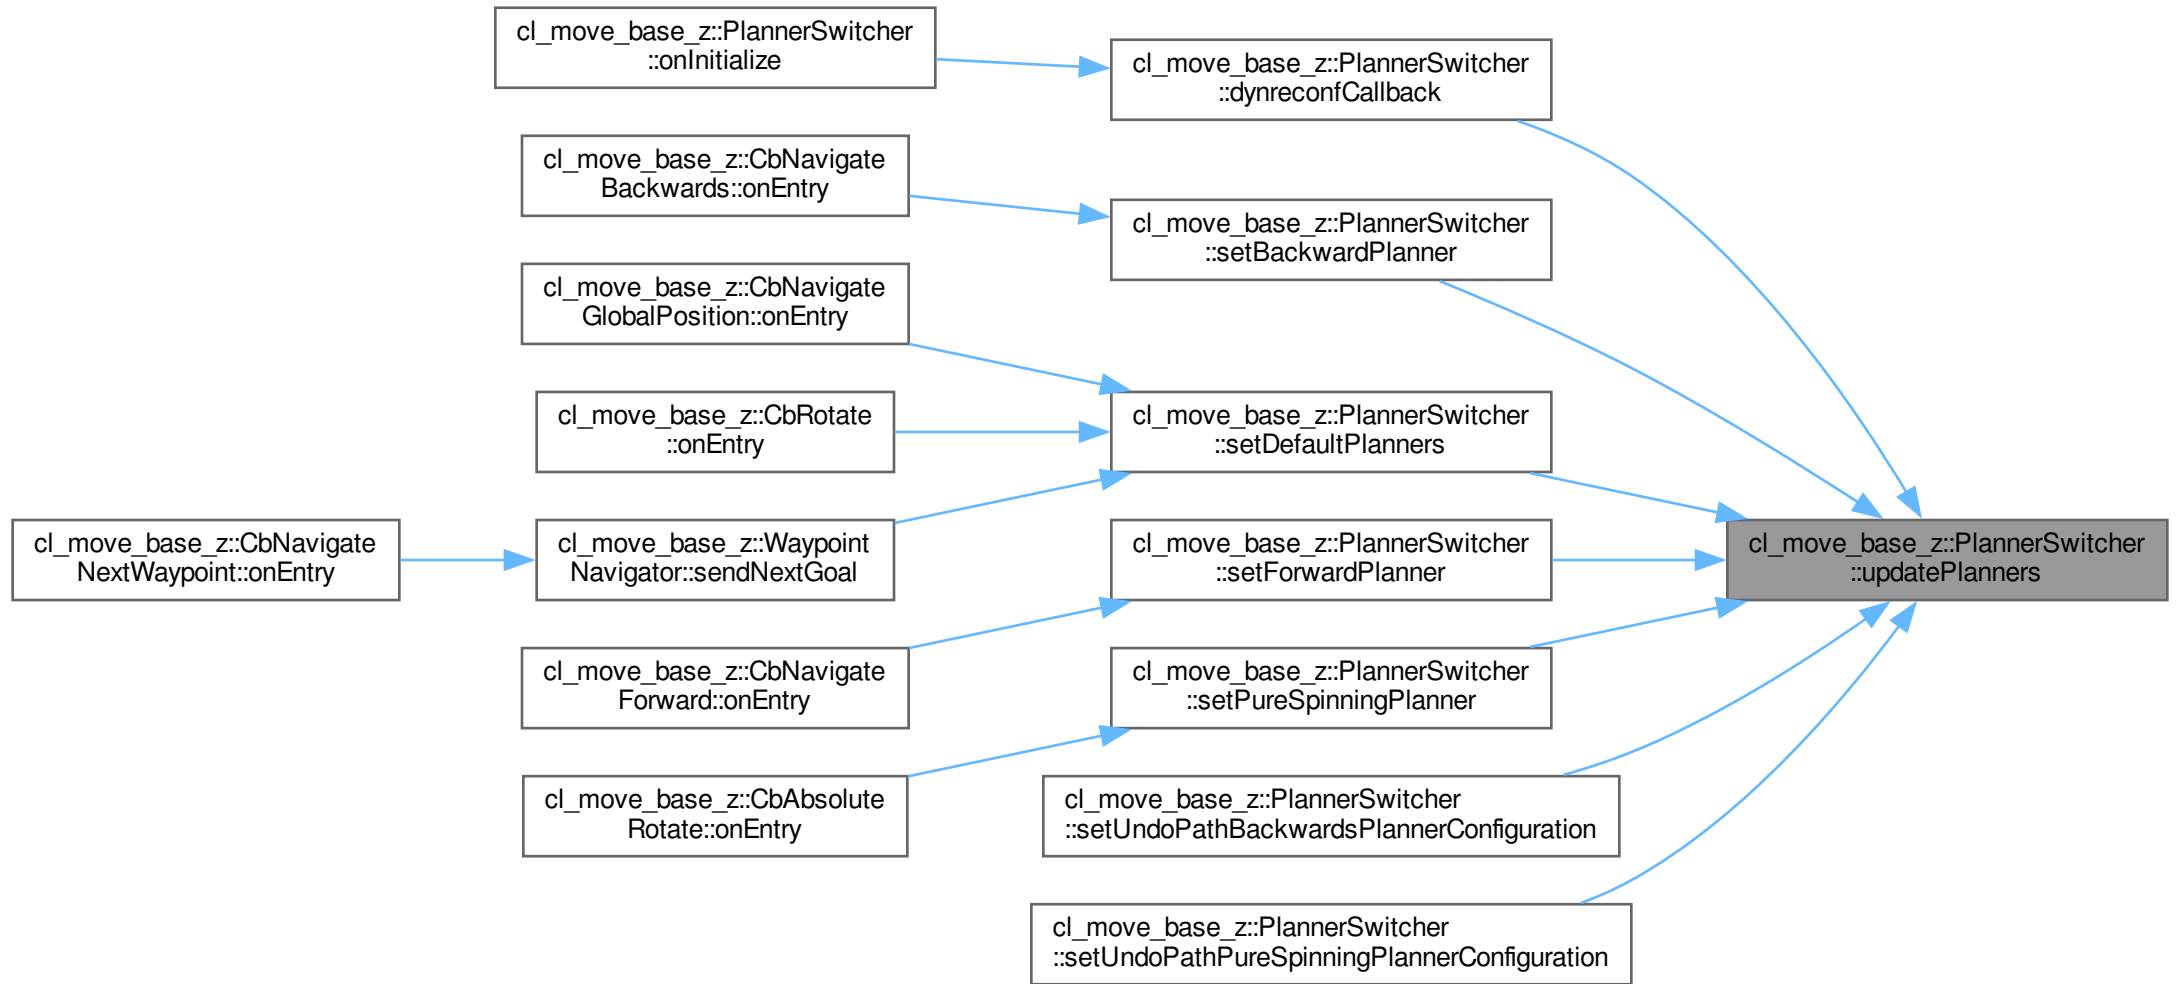 cl_move_base_z::PlannerSwitcher
::onInitialize
cl_move_base_z::PlannerSwitcher
::dynreconfCallback
cl_move_base_z::CbNavigate
Backwards::onEntry
cl_move_base_z::PlannerSwitcher
::setBackwardPlanner
cl_move_base_z::CbNavigate
GlobalPosition::onEntry
cl_move_base_z::CbRotate
::onEntry
cl_move_base_z::PlannerSwitcher
::setDefaultPlanners
cl_move_base_z::CbNavigate
NextWaypoint::onEntry
cl_move_base_z::Waypoint
Navigator::sendNextGoal
cl_move_base_z::PlannerSwitcher
::setForwardPlanner
cl_move_base_z::PlannerSwitcher
::updatePlanners
cl_move_base_z::CbNavigate
Forward::onEntry
cl_move_base_z::PlannerSwitcher
::setPureSpinningPlanner
cl_move_base_z::CbAbsolute
Rotate::onEntry
cl_move_base_z::PlannerSwitcher
::setUndoPathBackwardsPlannerConfiguration
cl_move_base_z::PlannerSwitcher
::setUndoPathPureSpinningPlannerConfiguration